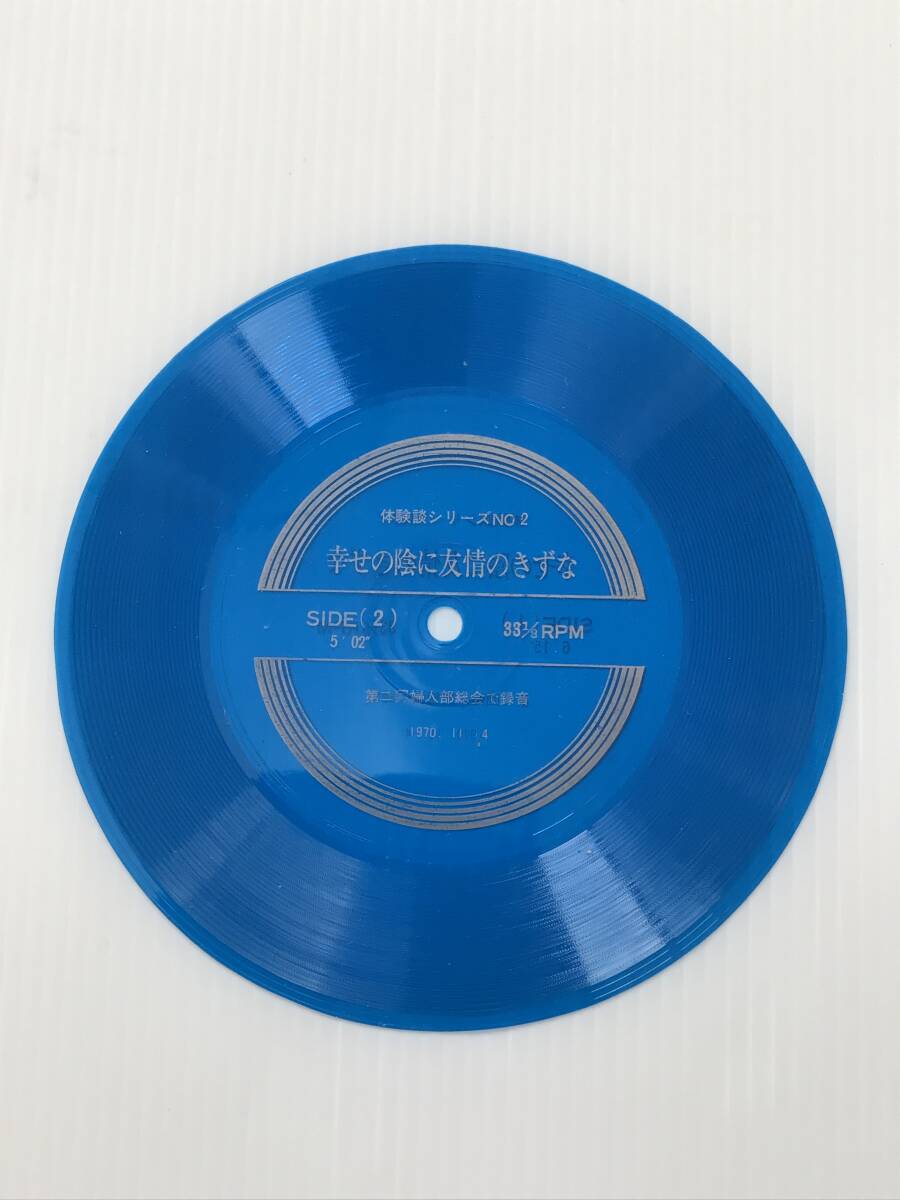 体験談シリーズNO2
幸せの陰に友情のきずな
SIDE(2)
5'02"
33⅓RPM
婦人部総会で録音
1970. 11. 4